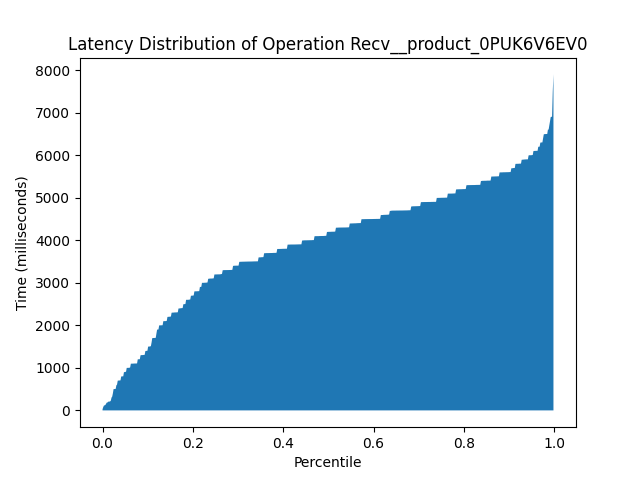 Latency Distribution of Operation Recv__product_0PUK6V6EV0
8000
7000
6000
5000
4000
3000
2000
1000
0
Time (milliseconds)
0.0 0.2 0.4 0.6 0.8 1.0
Percentile